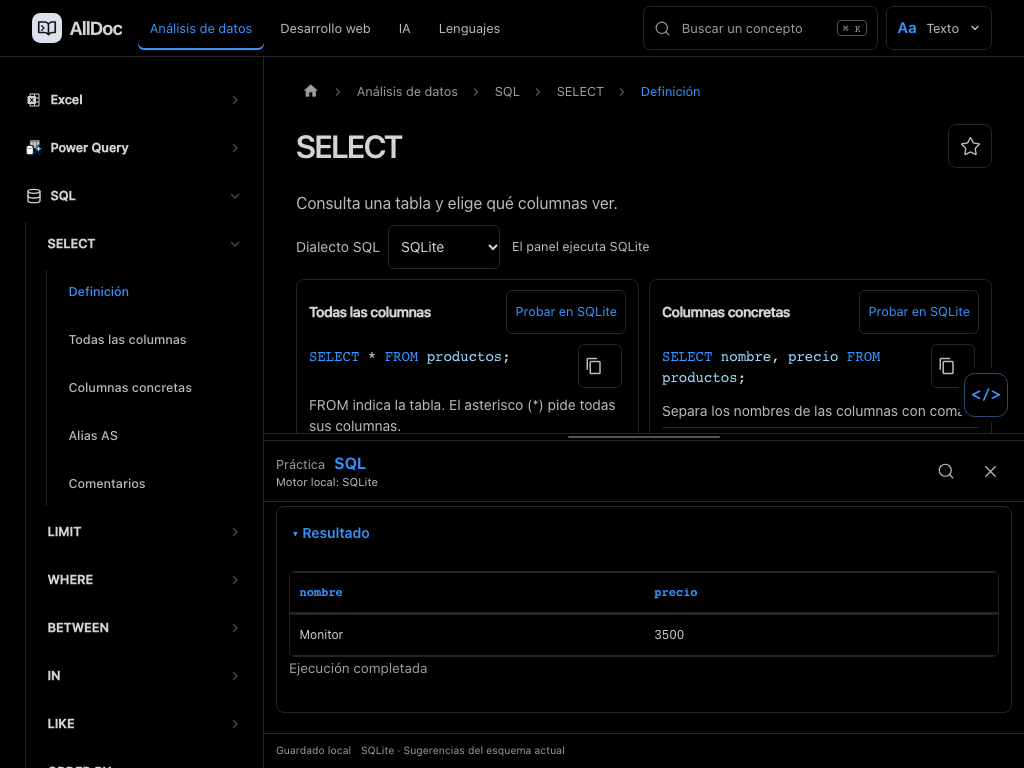 AllDoc
Análisis de datos
Desarrollo web
IA
Lenguajes
Buscar un concepto
⌘ K
Aa Texto
Excel
Power Query
SQL
SELECT
Definición
Todas las columnas
Columnas concretas
Alias AS
Comentarios
LIMIT
WHERE
BETWEEN
IN
LIKE
Análisis de datos > SQL > SELECT > Definición
SELECT
Consulta una tabla y elige qué columnas ver.
Dialecto SQL SQLite El panel ejecuta SQLite
Todas las columnas
Probar en SQLite
SELECT * FROM productos;
FROM indica la tabla. El asterisco (*) pide todas
sus columnas.
Columnas concretas
Probar en SQLite
SELECT nombre, precio FROM
productos;
Separa los nombres de las columnas con coma
</>
Práctica SQL
Motor local: SQLite
Resultado
nombre precio
Monitor 3500
Ejecución completada
Guardado local SQLite · Sugerencias del esquema actual